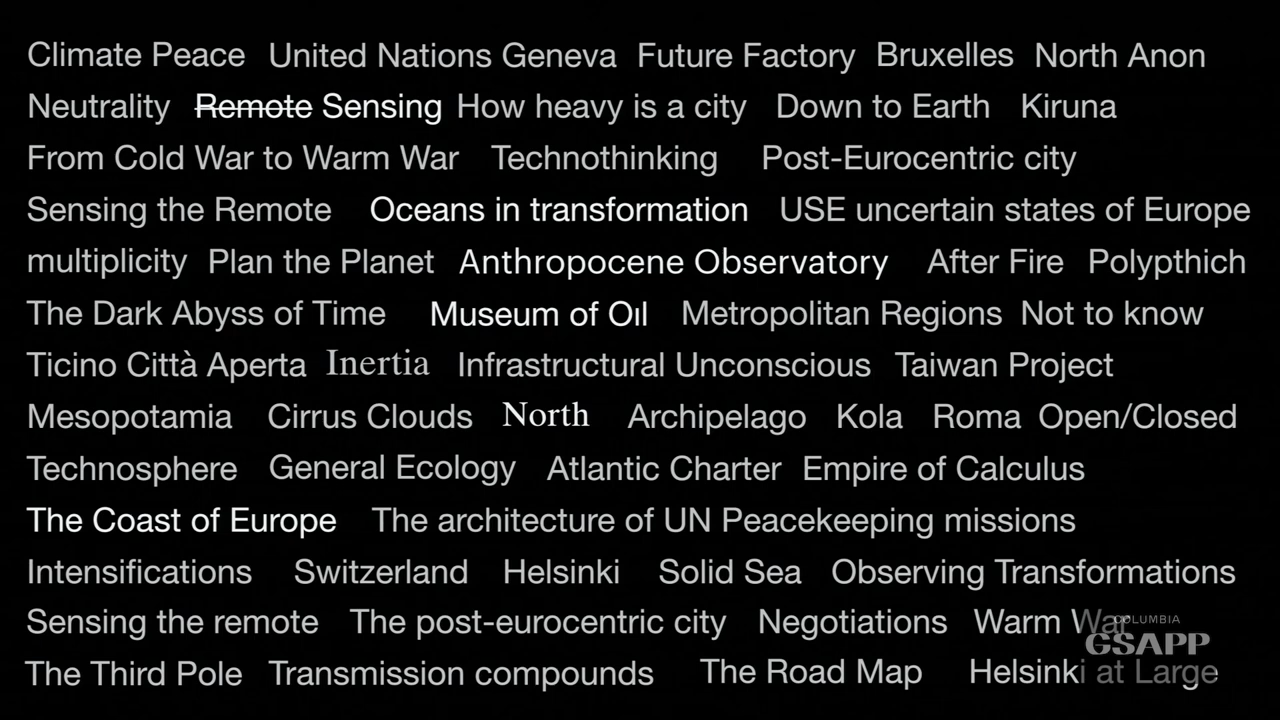 Climate Peace United Nations Geneva Future Factory Bruxelles North Anon
Neutrality Remote Sensing How heavy is a city Down to Earth Kiruna
From Cold War to Warm War Technothinking Post-Eurocentric city
Sensing the Remote Oceans in transformation USE uncertain states of Europe
multiplicity Plan the Planet Anthropocene Observatory After Fire Polypthich
The Dark Abyss of Time Museum of Oıl Metropolitan Regions Not to know
Ticino Città Aperta Inertia Infrastructural Unconscious Taiwan Project
Mesopotamia Cirrus Clouds North Archipelago Kola Roma Open/Closed
Technosphere General Ecology Atlantic Charter Empire of Calculus
The Coast of Europe The architecture of UN Peacekeeping missions
Intensifications Switzerland Helsinki Solid Sea Observing Transformations
Sensing the remote The post-eurocentric city Negotiations Warm War
COLUMBIA
GSAPP
The Third Pole Transmission compounds The Road Map Helsinki at Large